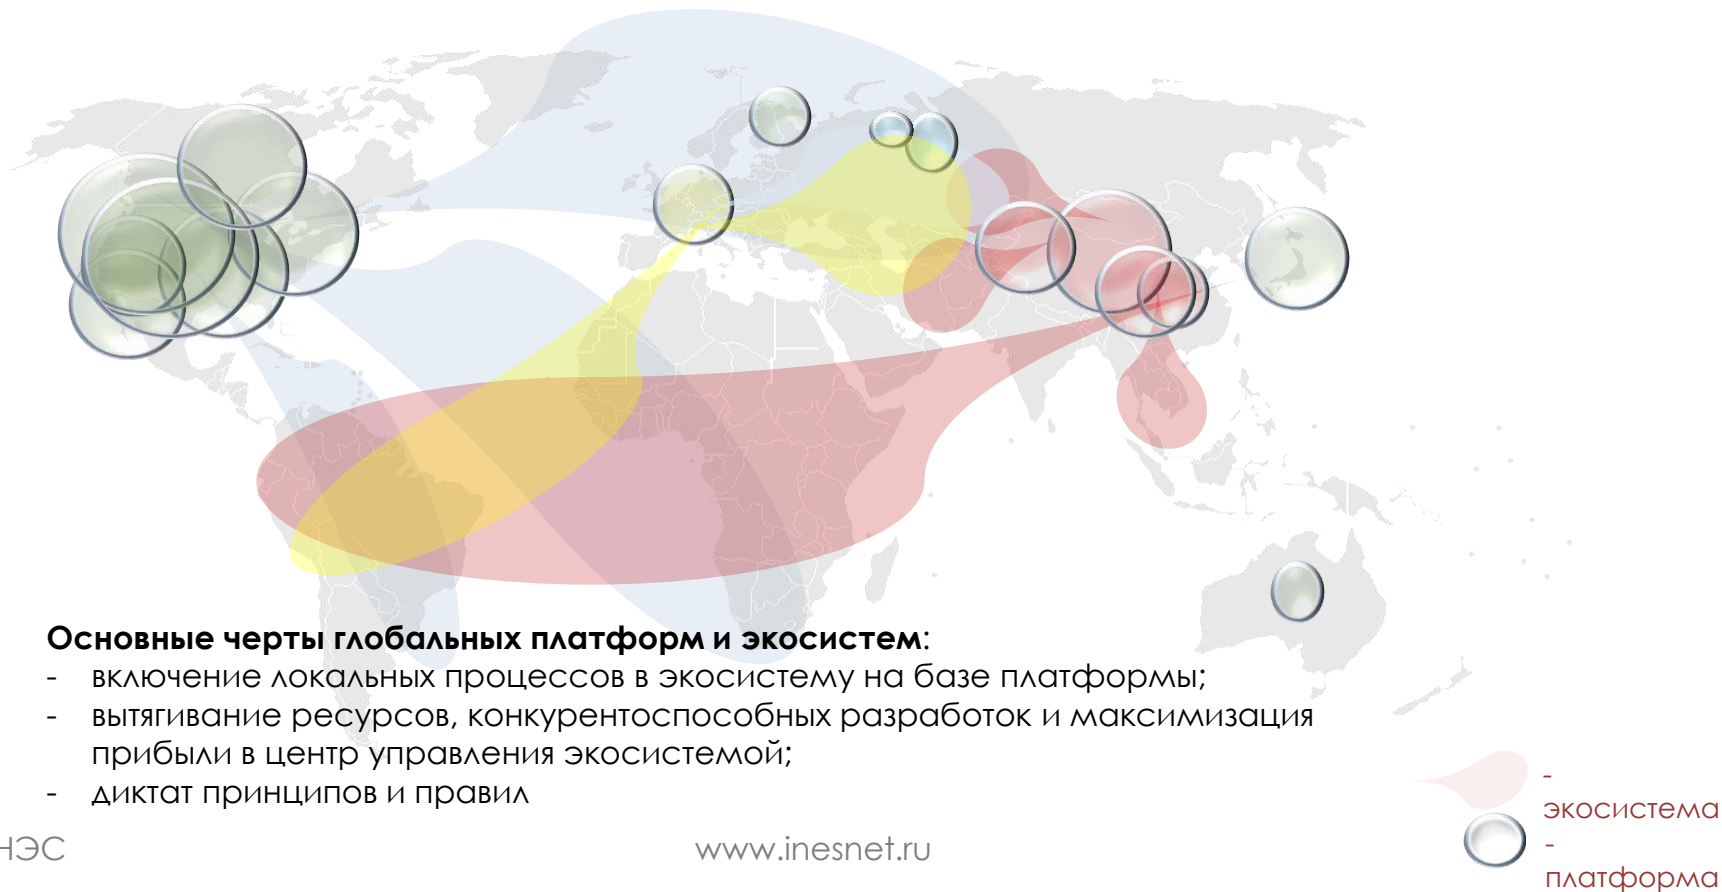 Основные черты глобальных платформ и экосистем:
- включение локальных процессов в экосистему на базе платформы;
- вытягивание ресурсов, конкурентоспособных разработок и максимизация
прибыли в центр управления экосистемой;
- диктат принципов и правил
-
экосистема
-
платформа
НЭС
www.inesnet.ru